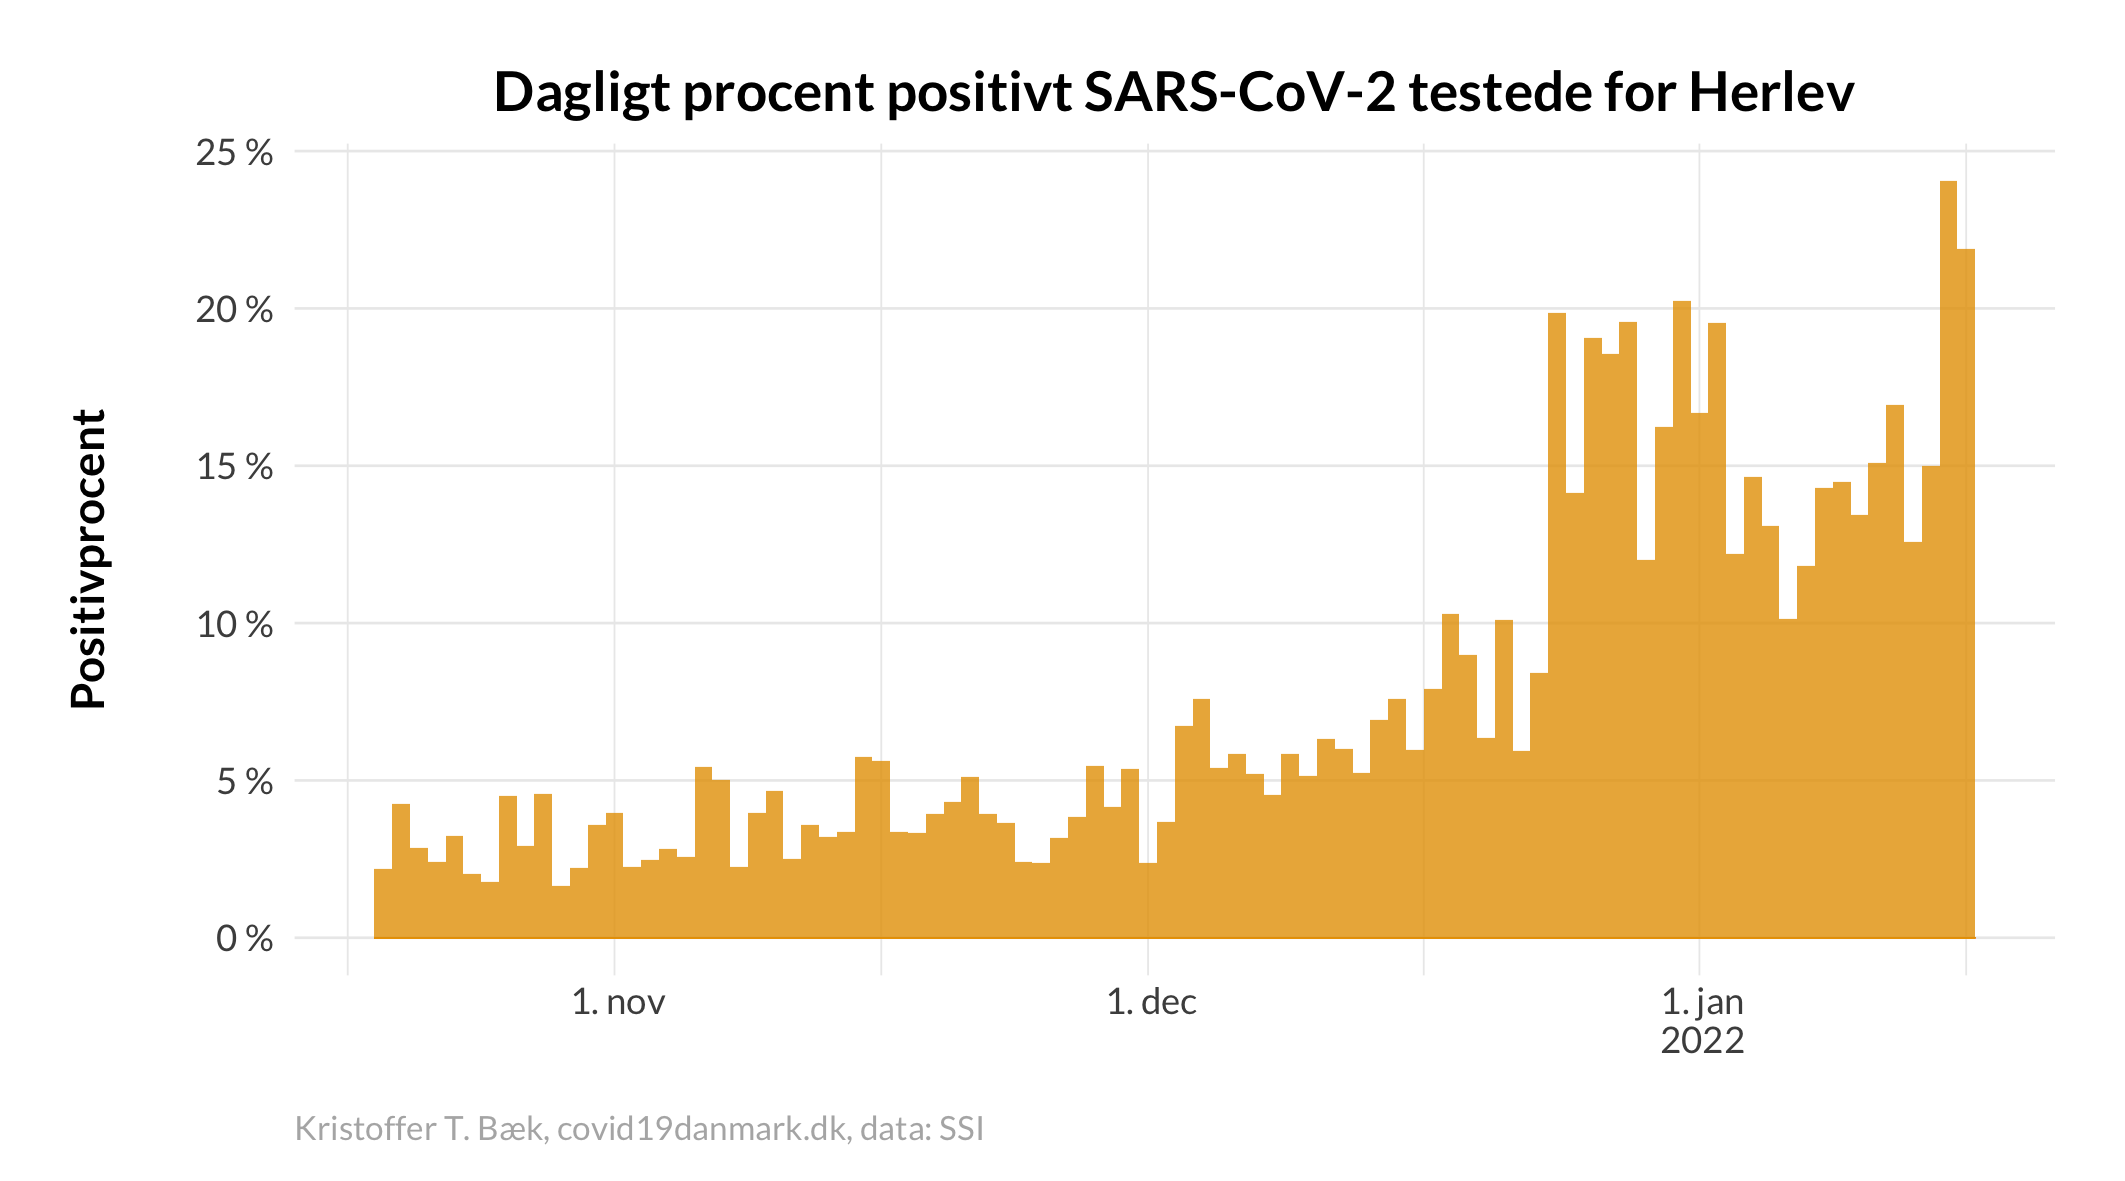 Dagligt procent positivt SARS-CoV-2 testede for Herlev
Positivprocent
25 %
20 %
15 %
10 %
5 %
0 %
1. nov
1. dec
1. jan
2022
Kristoffer T. Bæk, covid19danmark.dk, data: SSI